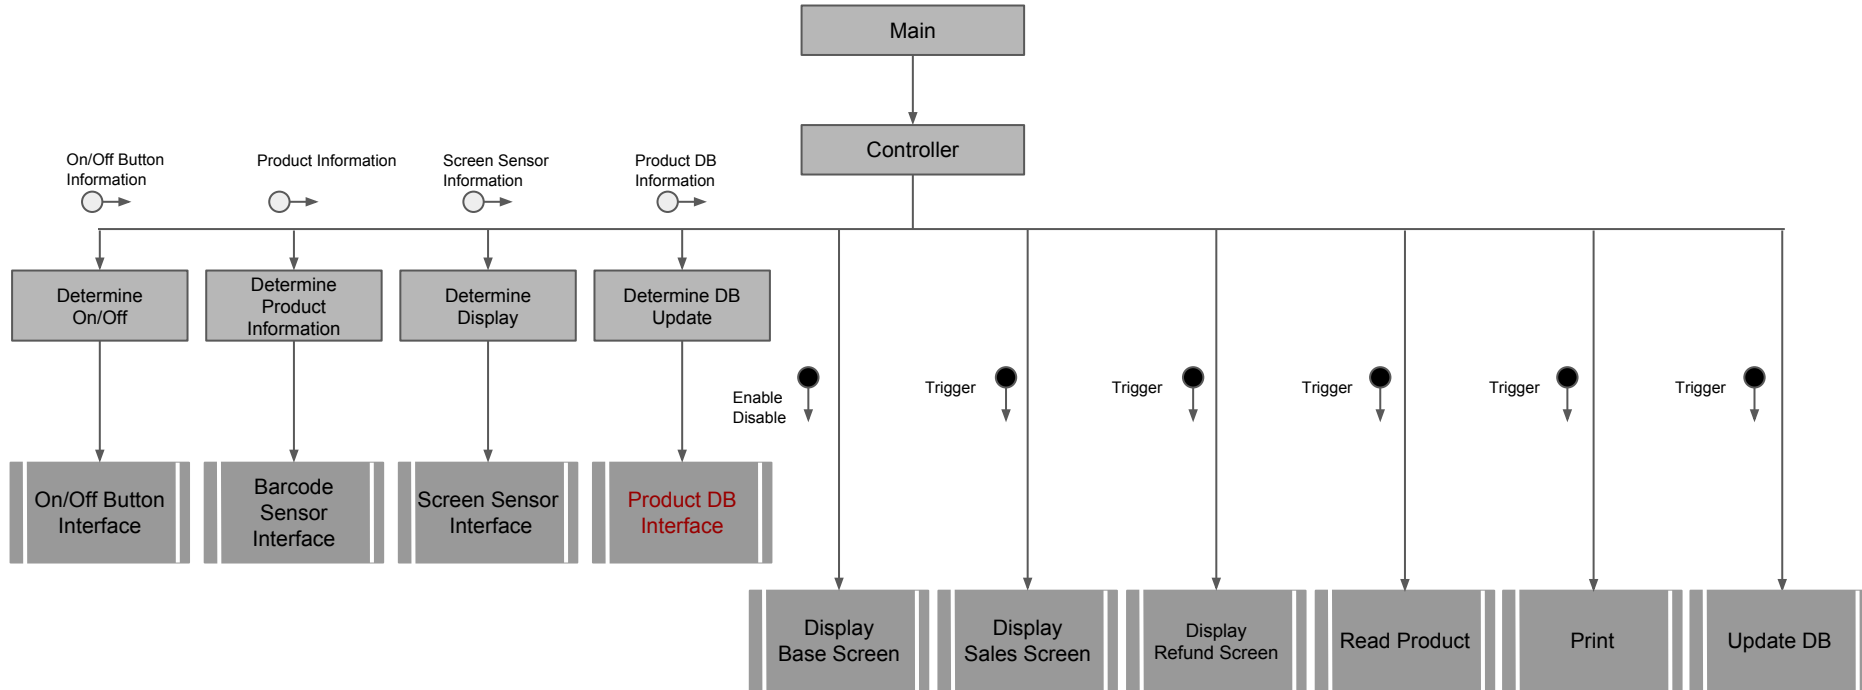 Main
Controller
On/Off Button
Information
Product Information
Screen Sensor
Information
Product DB
Information
Determine
On/Off
Determine
Product
Information
Determine
Display
Determine DB
Update
Enable
Disable
Trigger
Trigger
Trigger
Trigger
Trigger
On/Off Button
Interface
Barcode
Sensor
Interface
Screen Sensor
Interface
Product DB
Interface
Display
Base Screen
Display
Sales Screen
Display
Refund Screen
Read Product
Print
Update DB